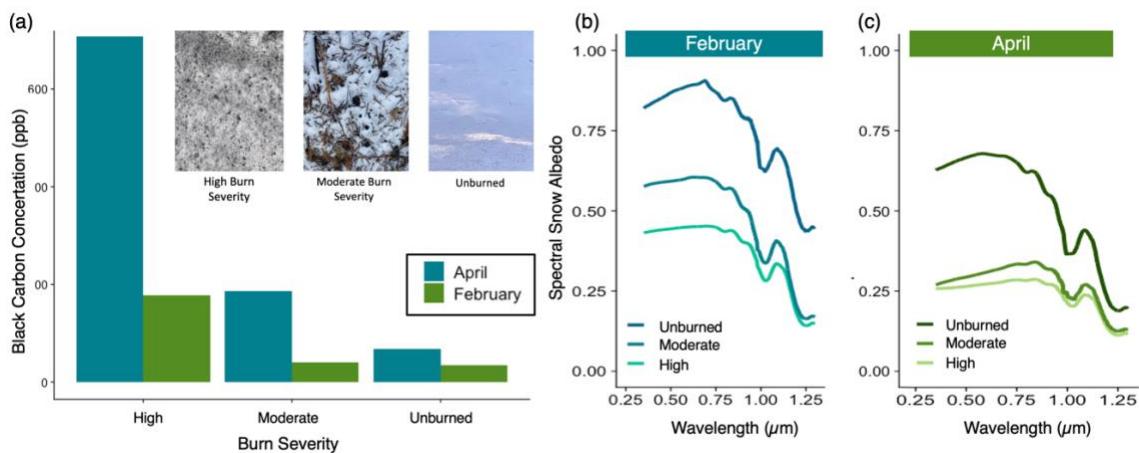 (a)
Black Carbon Concertation (ppb)
600
00
00
0
High Burn
Severity
Moderate Burn
Severity
Unburned
April
February
High
Moderate
Unburned
Burn Severity
(b)
February
Spectral Snow Albedo
1.00
0.75
0.50
0.25
0.00
Unburned
Moderate
High
0.25
0.50
0.75
1.00
1.25
Wavelength (µm)
(c)
April
1.00
0.75
0.50
0.25
0.00
Unburned
Moderate
High
0.25
0.50
0.75
1.00
1.25
Wavelength (µm)